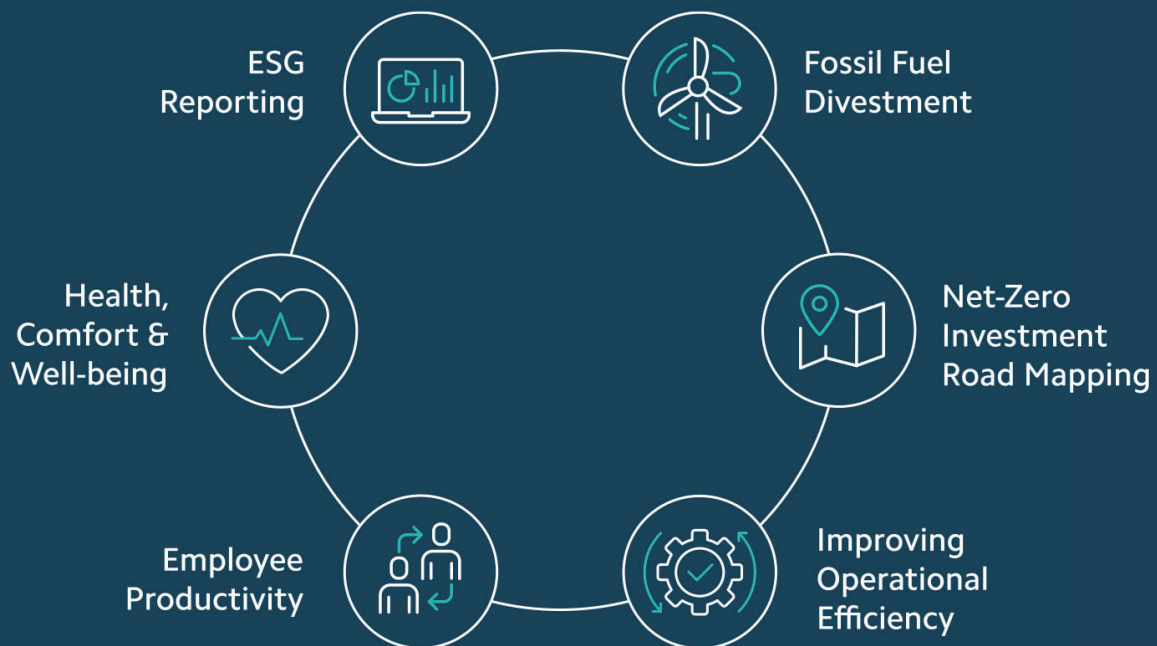 ESG
Reporting
Fossil Fuel
Divestment
Health,
Comfort &
Well-being
Net-Zero
Investment
Road Mapping
Employee
Productivity
Improving
Operational
Efficiency